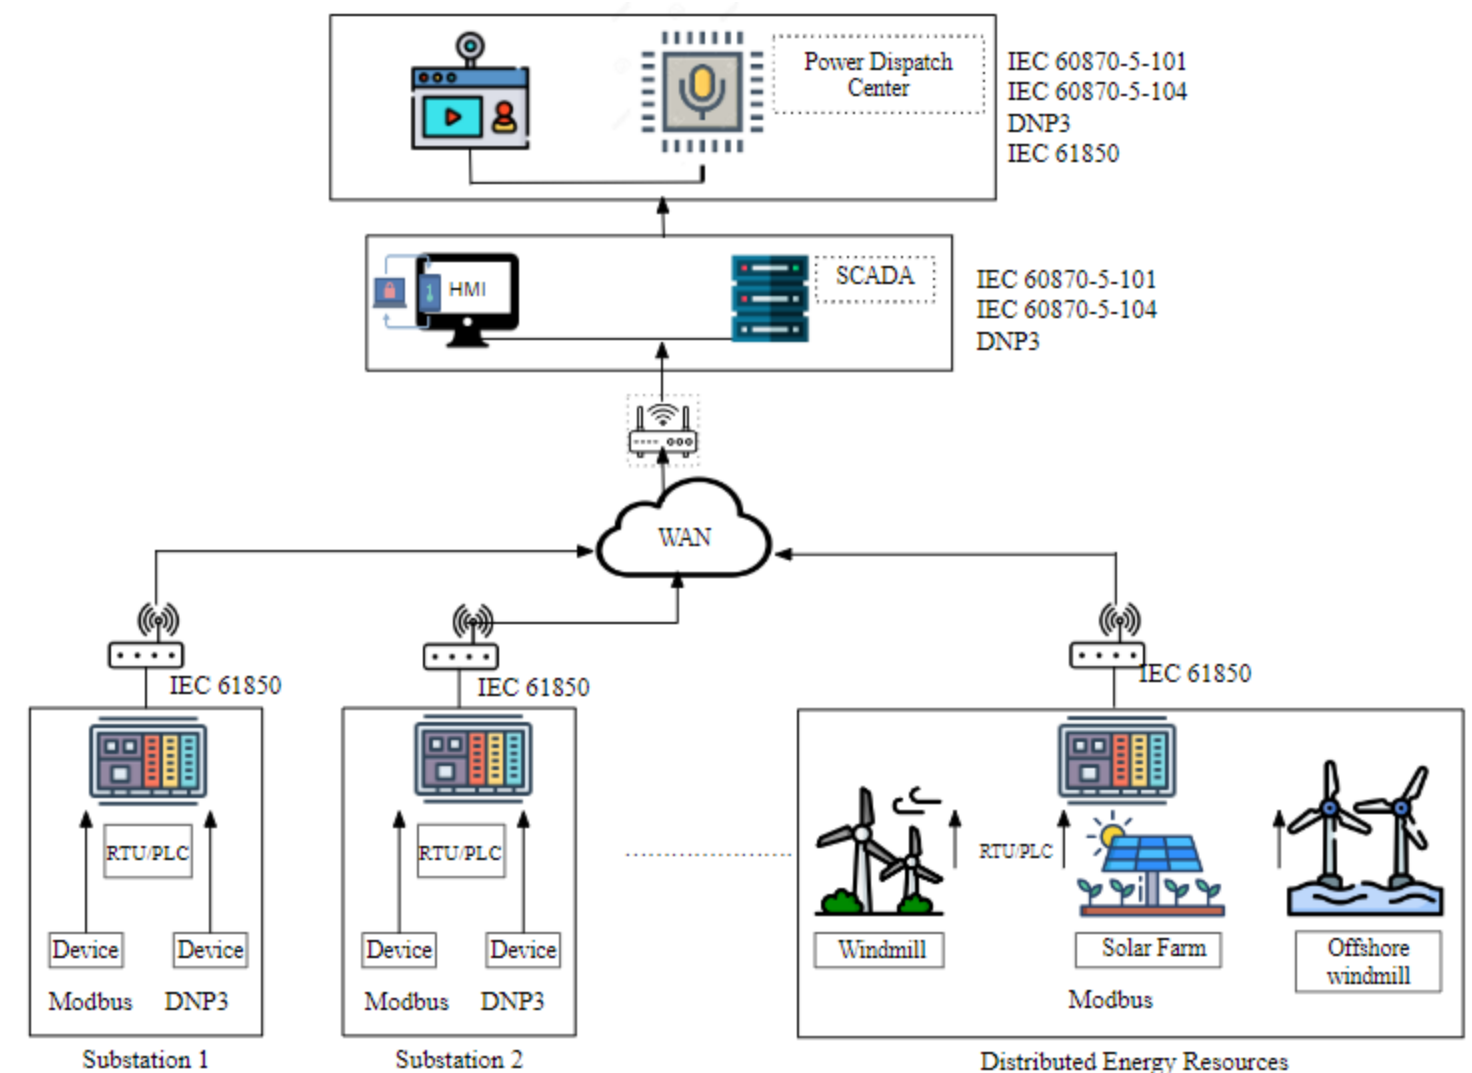 Power Dispatch
Center
IEC 60870-5-101
IEC 60870-5-104
DNP3
IEC 61850
HMI
SCADA
IEC 60870-5-101
IEC 60870-5-104
DNP3
WAN
IEC 61850
IEC 61850
IEC 61850
RTU/PLC
RTU/PLC
RTU/PLC
Device
Device
Device
Device
Windmill
Solar Farm
Offshore
windmill
Modbus
DNP3
Modbus
DNP3
Modbus
Substation 1
Substation 2
Distributed Energy Resources